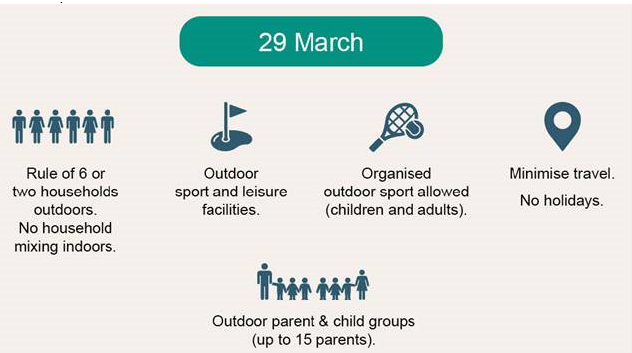 29 March
Rule of 6 or
two households
outdoors.
No household
mixing indoors.
Outdoor
sport and leisure
facilities.
Organised
outdoor sport allowed
(children and adults).
Minimise travel.
No holidays.
Outdoor parent & child groups
(up to 15 parents).